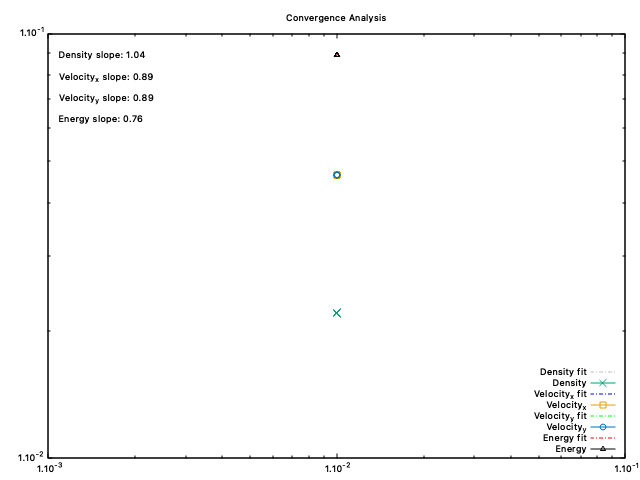 Convergence Analysis
1.10⁻¹
Density slope: 1.04
Velocityₓ slope: 0.89
Velocityᵧ slope: 0.89
Energy slope: 0.76
Density fit
Density
Velocityₓ fit
Velocityₓ
Velocityᵧ fit
Velocityᵧ
Energy fit
Energy
1.10⁻²
1.10⁻³ 1.10⁻² 1.10⁻¹